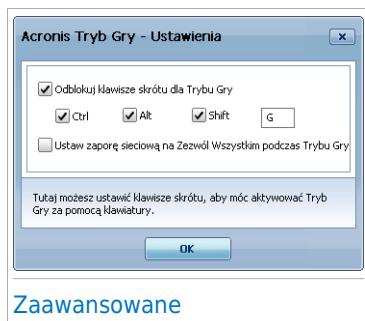 Acronis Tryb Gry - Ustawienia
Odblokuj klawisze skrótu dla Trybu Gry
Ctrl Alt Shift G
Ustaw zaporę sieciową na Zezwól Wszystkim podczas Trybu Gry
Tutaj możesz ustawić klawisze skrótu, aby móc aktywować Tryb
Gry za pomocą klawiatury.
OK
Zaawansowane